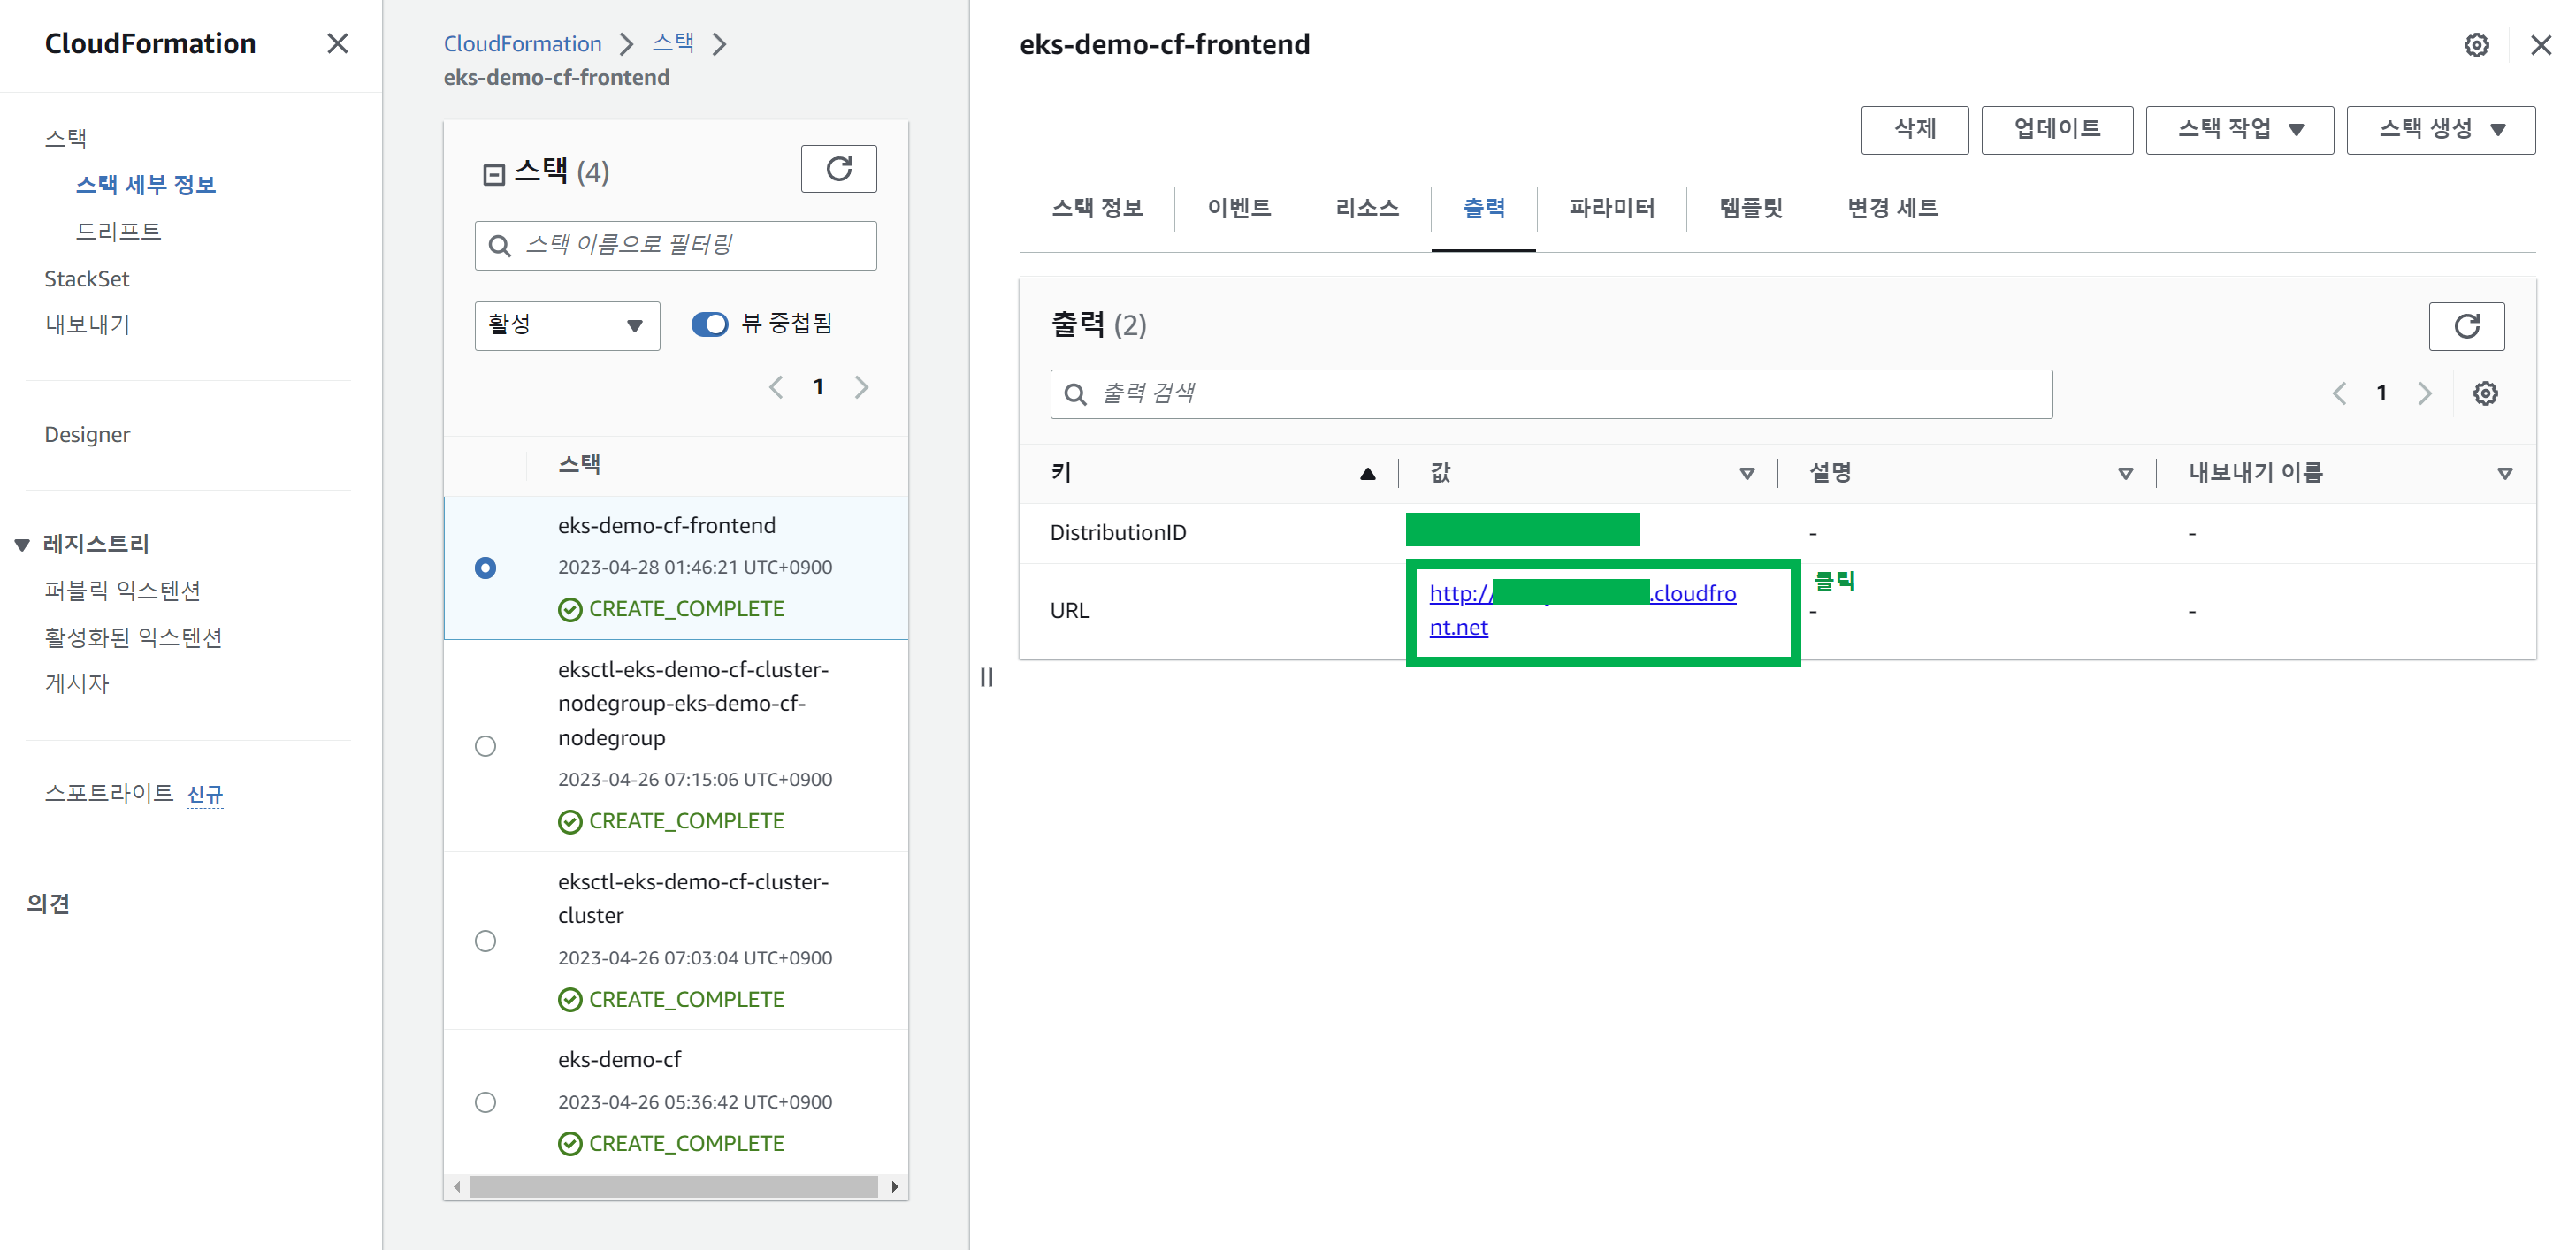 CloudFormation
스택
스택 세부 정보
드리프트
StackSet
내보내기
Designer
레지스트리
퍼블릭 익스텐션
활성화된 익스텐션
게시자
스포트라이트 신규
의견
CloudFormation 스택
eks-demo-cf-frontend
스택 (4)
스택 이름으로 필터링
활성 뷰 중첩됨
1
스택
eks-demo-cf-frontend
2023-04-28 01:46:21 UTC+0900
CREATE_COMPLETE
eksctl-eks-demo-cf-cluster-
nodegroup-eks-demo-cf-
nodegroup
2023-04-26 07:15:06 UTC+0900
CREATE_COMPLETE
eksctl-eks-demo-cf-cluster-
cluster
2023-04-26 07:03:04 UTC+0900
CREATE_COMPLETE
eks-demo-cf
2023-04-26 05:36:42 UTC+0900
CREATE_COMPLETE
eks-demo-cf-frontend
삭제 업데이트 스택 작업 스택 생성
스택 정보 이벤트 리소스 출력 파라미터 템플릿 변경 세트
출력 (2)
출력 검색 1
키 값 설명 내보내기 이름
DistributionID - -
URL http:// .cloudfro 클릭
nt.net - -